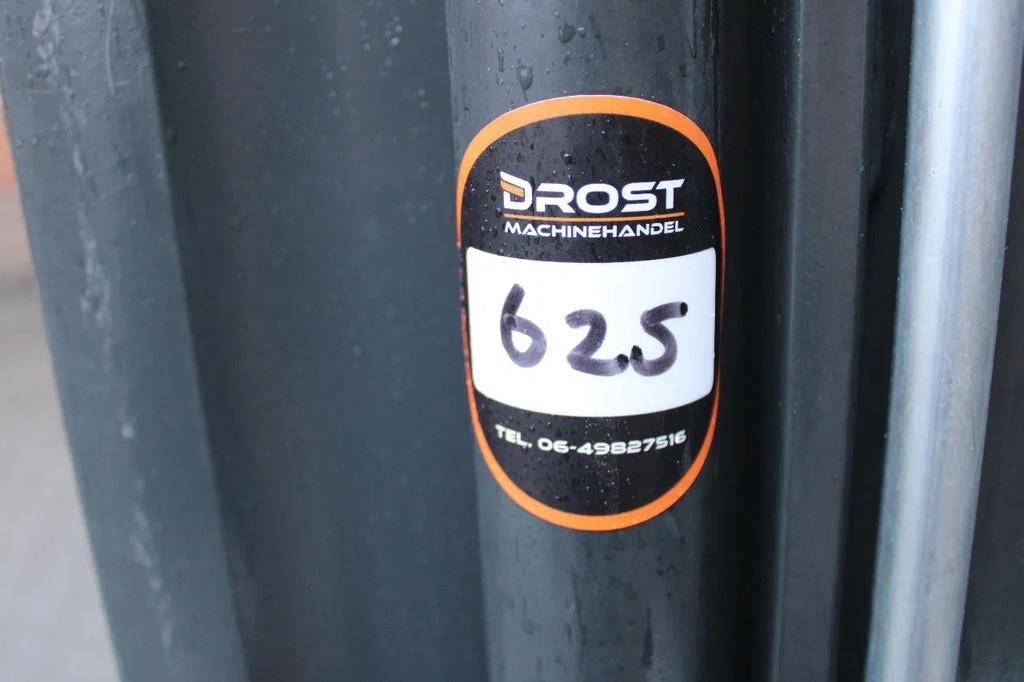 DROST
MACHINEHANDEL
625
TEL. 06-49827516